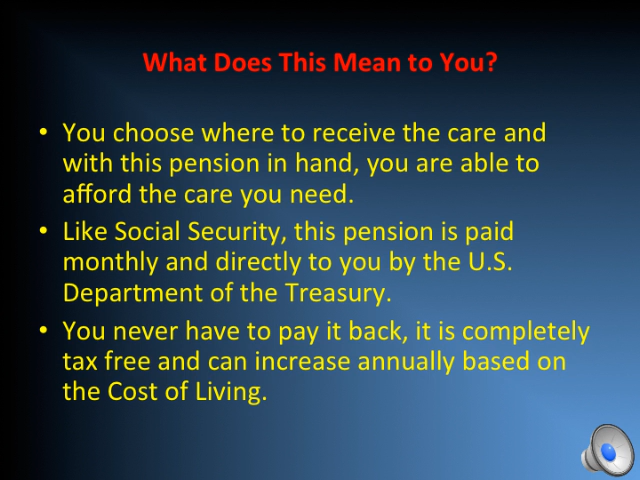 What Does This Mean to You?
• You choose where to receive the care and
with this pension in hand, you are able to
afford the care you need.
• Like Social Security, this pension is paid
monthly and directly to you by the U.S.
Department of the Treasury.
• You never have to pay it back, it is completely
tax free and can increase annually based on
the Cost of Living.